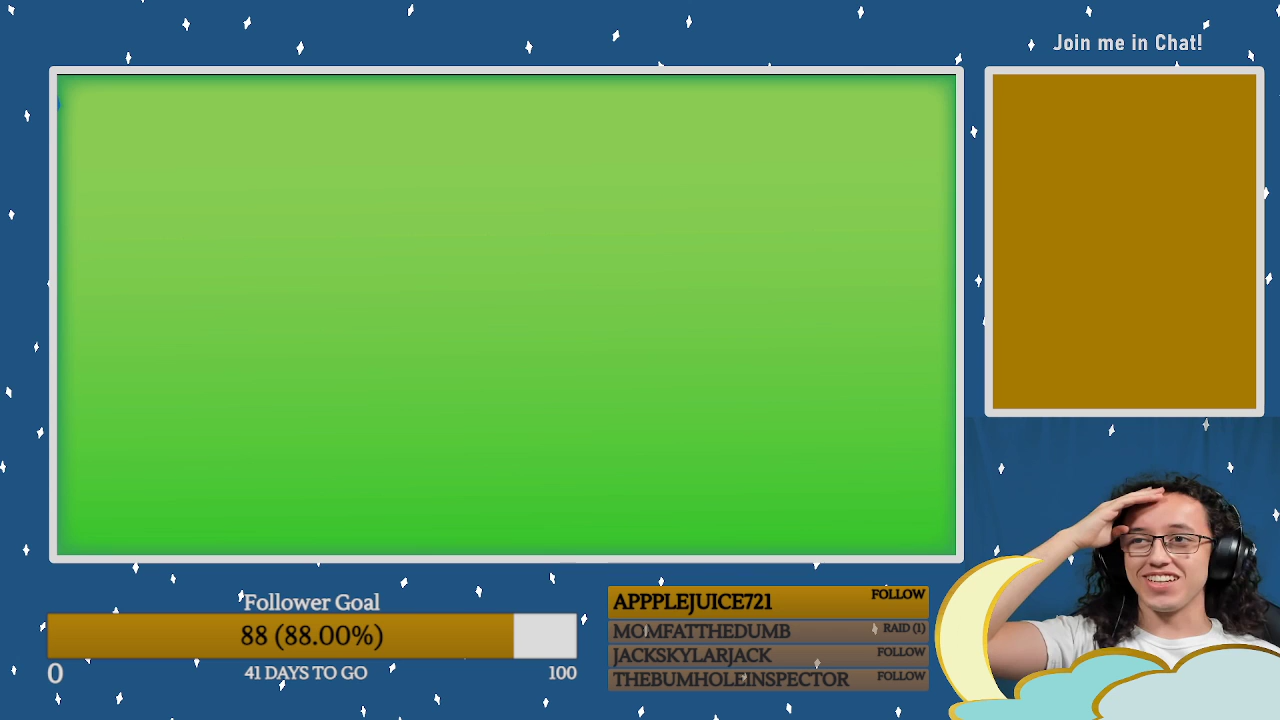 Join me in Chat!
Follower Goal
88 (88.00%)
0
41 DAYS TO GO
100
APPPLEJUICE721 FOLLOW
MOMFATTHEDUMB RAID (1)
JACKSKYLARJACK FOLLOW
THEBUMHOLEINSPECTOR FOLLOW